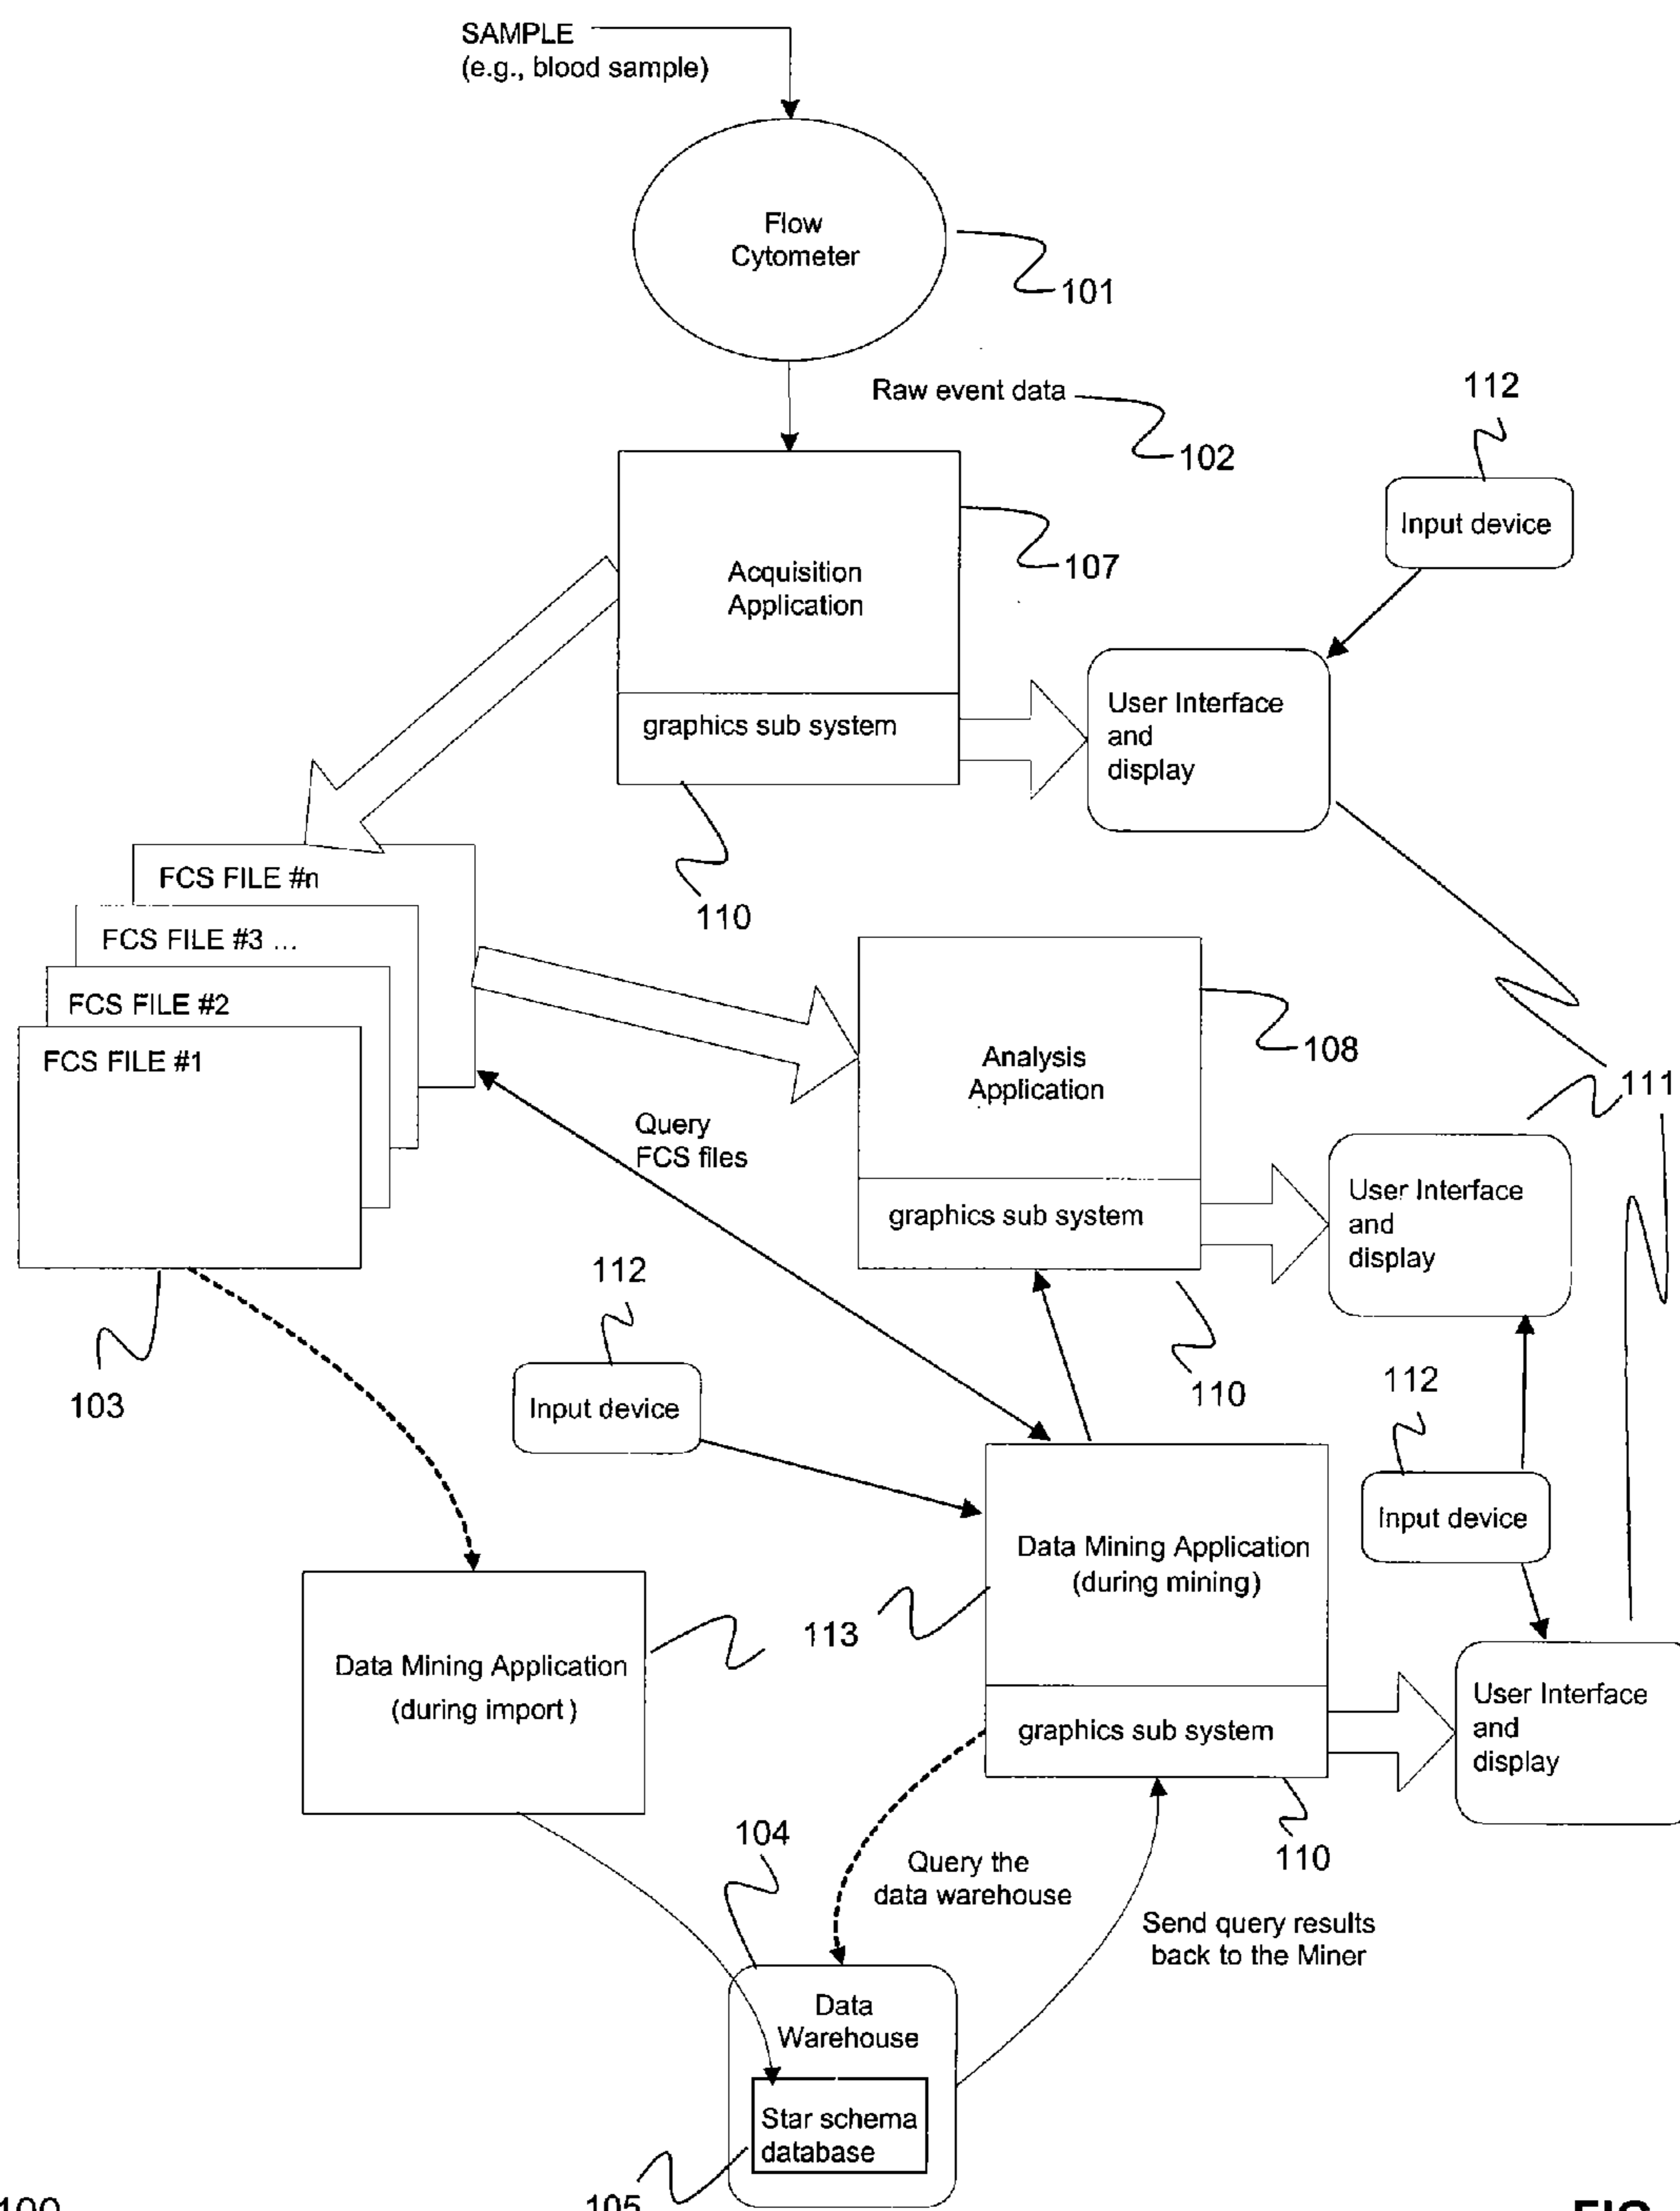 SAMPLE
(e.g., blood sample)
Flow
Cytometer
101
Raw event data
102
112
Input device
107
Acquisition
Application
graphics sub system
User Interface
and
display
110
FCS FILE #n
FCS FILE #3 ...
FCS FILE #2
FCS FILE #1
108
Analysis
Application
111
Query
FCS files
graphics sub system
User Interface
and
display
112
Input device
103
110
112
Input device
Data Mining Application
(during mining)
113
Data Mining Application
(during import)
graphics sub system
User Interface
and
display
104
110
Query the
data warehouse
Send query results
back to the Miner
Data
Warehouse
Star schema
database
105
100
FIG